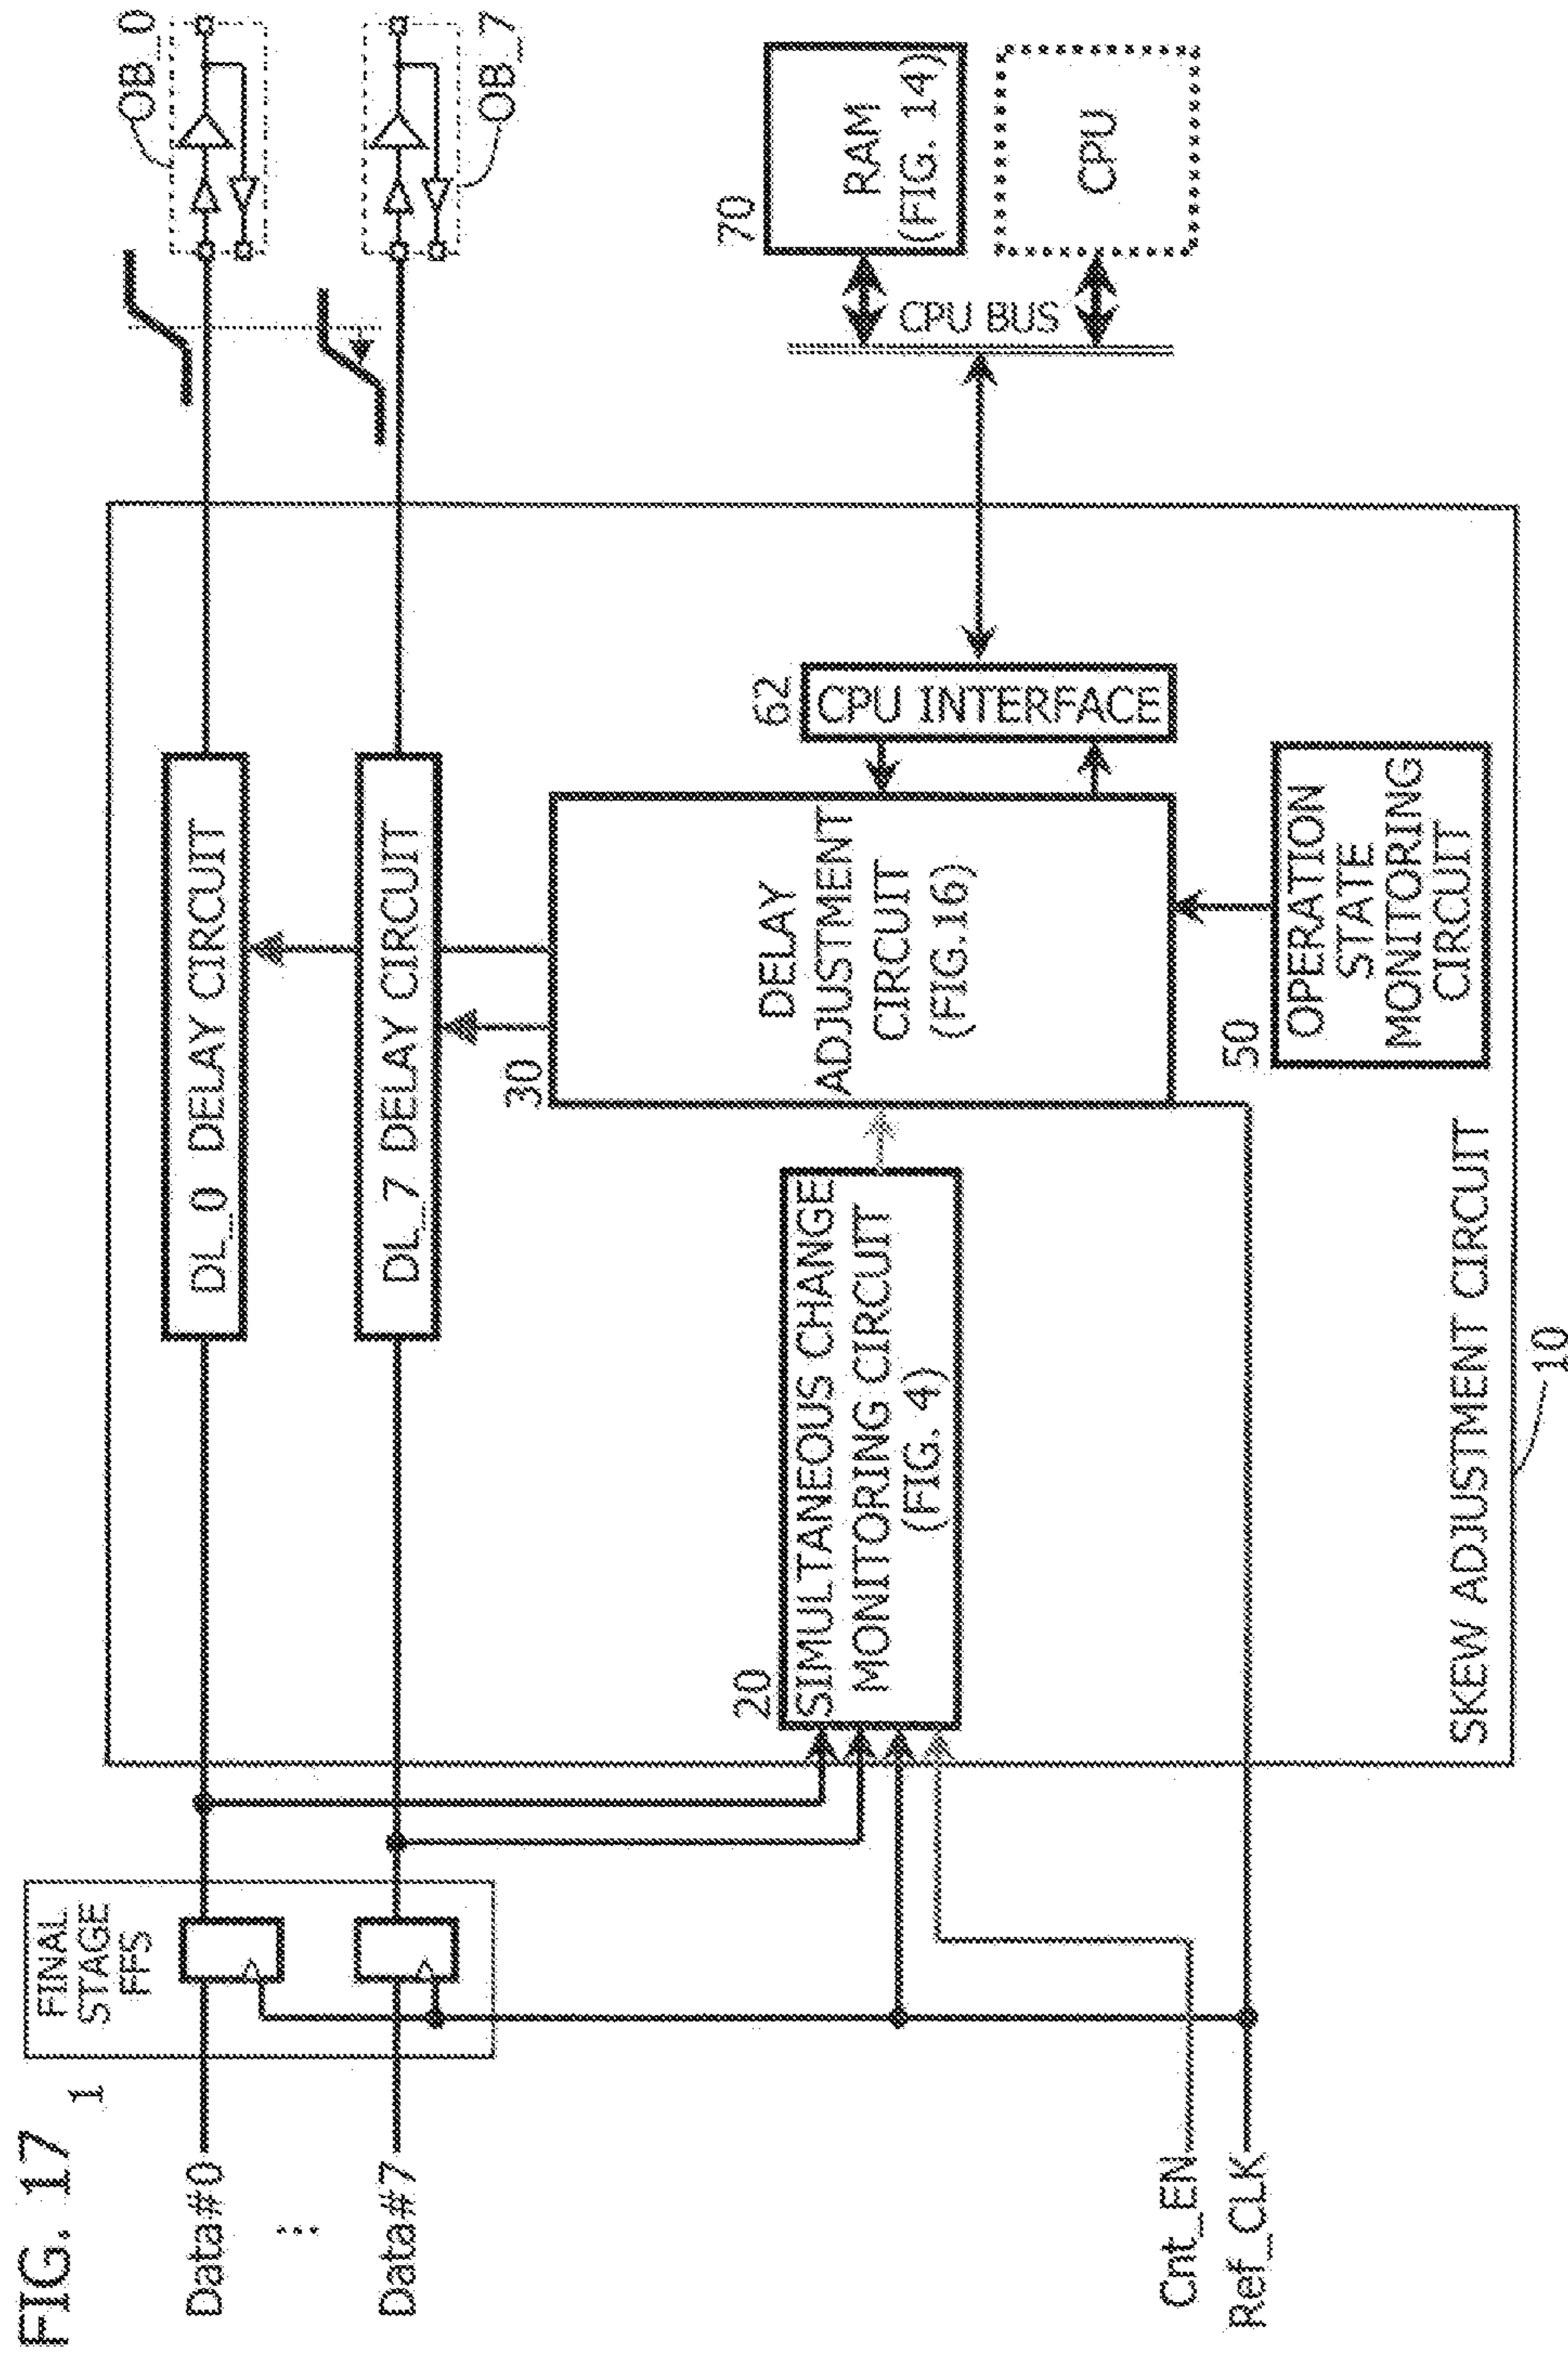 FIG. 17
1
FINAL
STAGE
FFS
Data#0
...
Data#7
Cnt_EN
Ref_CLK
DL_0 DELAY CIRCUIT
DL_7 DELAY CIRCUIT
20
SIMULTANEOUS CHANGE
MONITORING CIRCUIT
(FIG. 4)
30
DELAY
ADJUSTMENT
CIRCUIT
(FIG.16)
62
CPU INTERFACE
50
OPERATION
STATE
MONITORING
CIRCUIT
SKEW ADJUSTMENT CIRCUIT
10
OB_0
OB_7
70
RAM
(FIG. 14)
CPU BUS
CPU